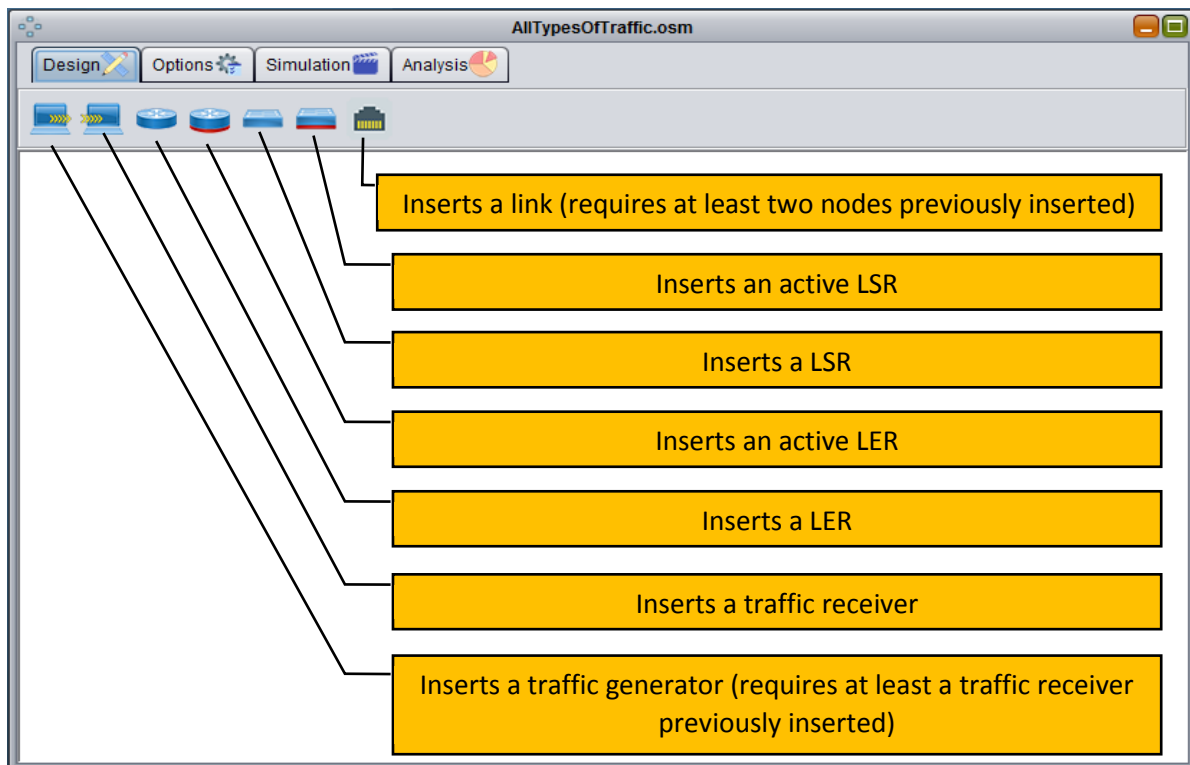 AllTypesOfTraffic.osm
Design Options Simulation Analysis
Inserts a link (requires at least two nodes previously inserted)
Inserts an active LSR
Inserts a LSR
Inserts an active LER
Inserts a LER
Inserts a traffic receiver
Inserts a traffic generator (requires at least a traffic receiver
previously inserted)